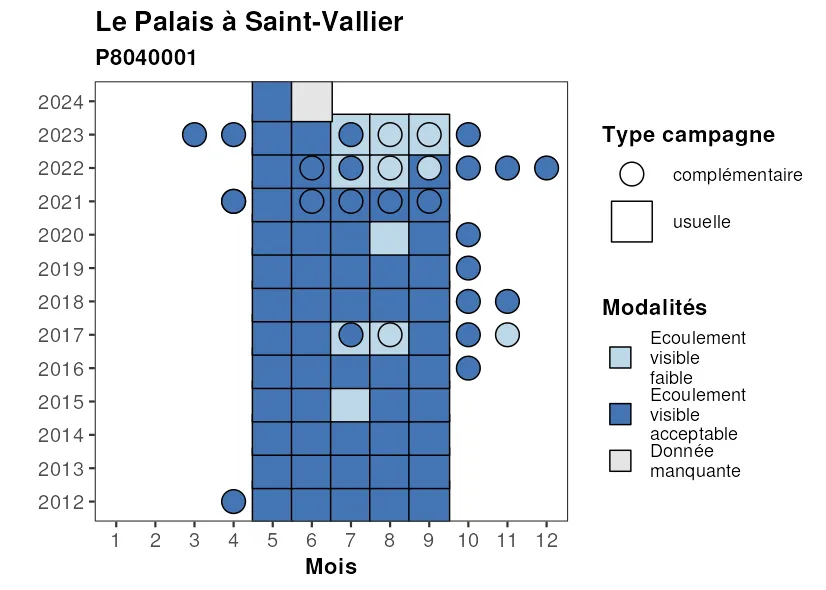 Le Palais à Saint-Vallier
P8040001
2024
2023
2022
2021
2020
2019
2018
2017
2016
2015
2014
2013
2012
1 2 3 4 5 6 7 8 9 10 11 12
Mois
Type campagne
complémentaire
usuelle
Modalités
Ecoulement
visible
faible
Ecoulement
visible
acceptable
Donnée
manquante